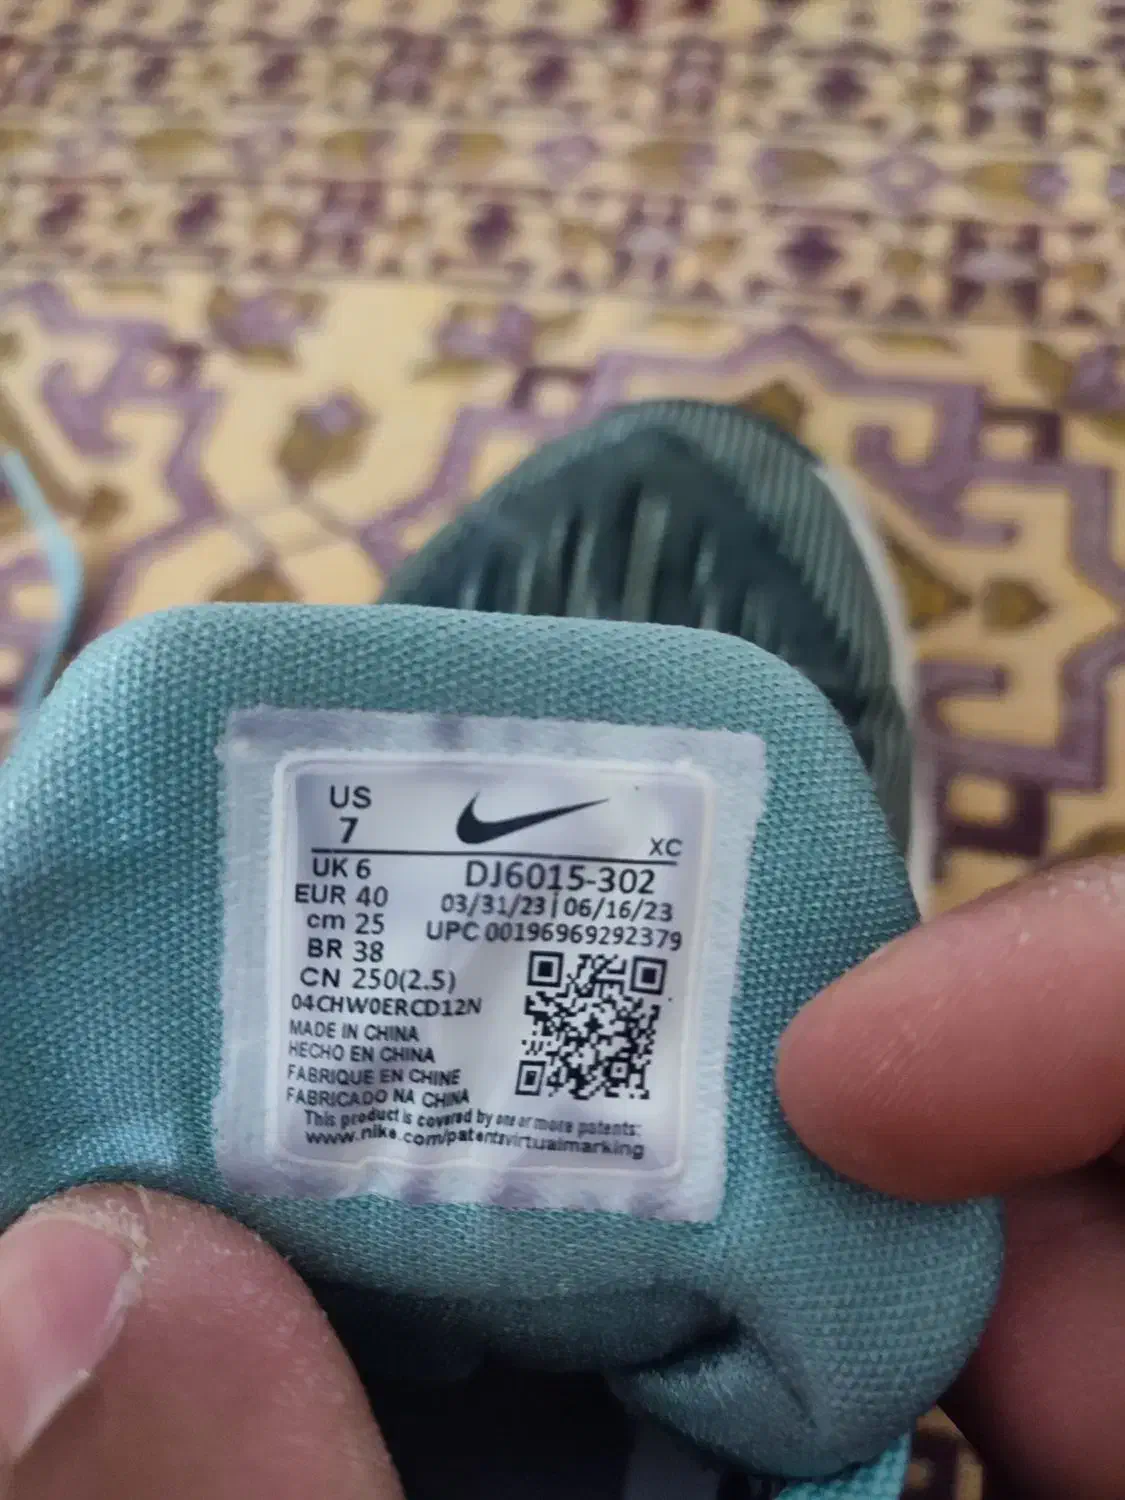 US
7
XC
UK 6
EUR 40
cm 25
BR 38
CN 250(2.5)
DJ6015-302
03/31/23 | 06/16/23
UPC 00196969292379
04CHW0ERCD12N
MADE IN CHINA
HECHO EN CHINA
FABRIQUE EN CHINE
FABRICADO NA CHINA
This product is covered by one or more patents:
www.nike.com/patentsvirtualmarking